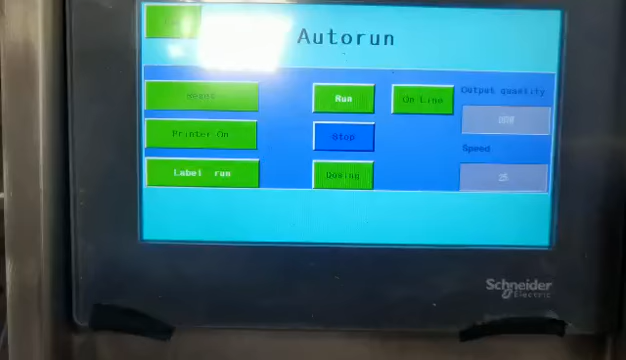 Autorun
Run
On Line
Output quantity
Printer On
Stop
Speed
Label run
Dosing
25
Schneider
Electric